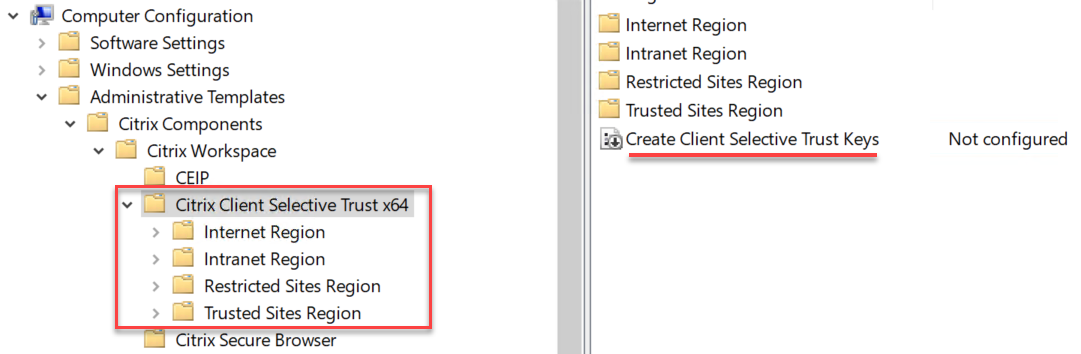 Computer Configuration
Software Settings
Windows Settings
Administrative Templates
Citrix Components
Citrix Workspace
CEIP
Citrix Client Selective Trust x64
Internet Region
Intranet Region
Restricted Sites Region
Trusted Sites Region
Citrix Secure Browser
Internet Region
Intranet Region
Restricted Sites Region
Trusted Sites Region
Create Client Selective Trust Keys Not configured